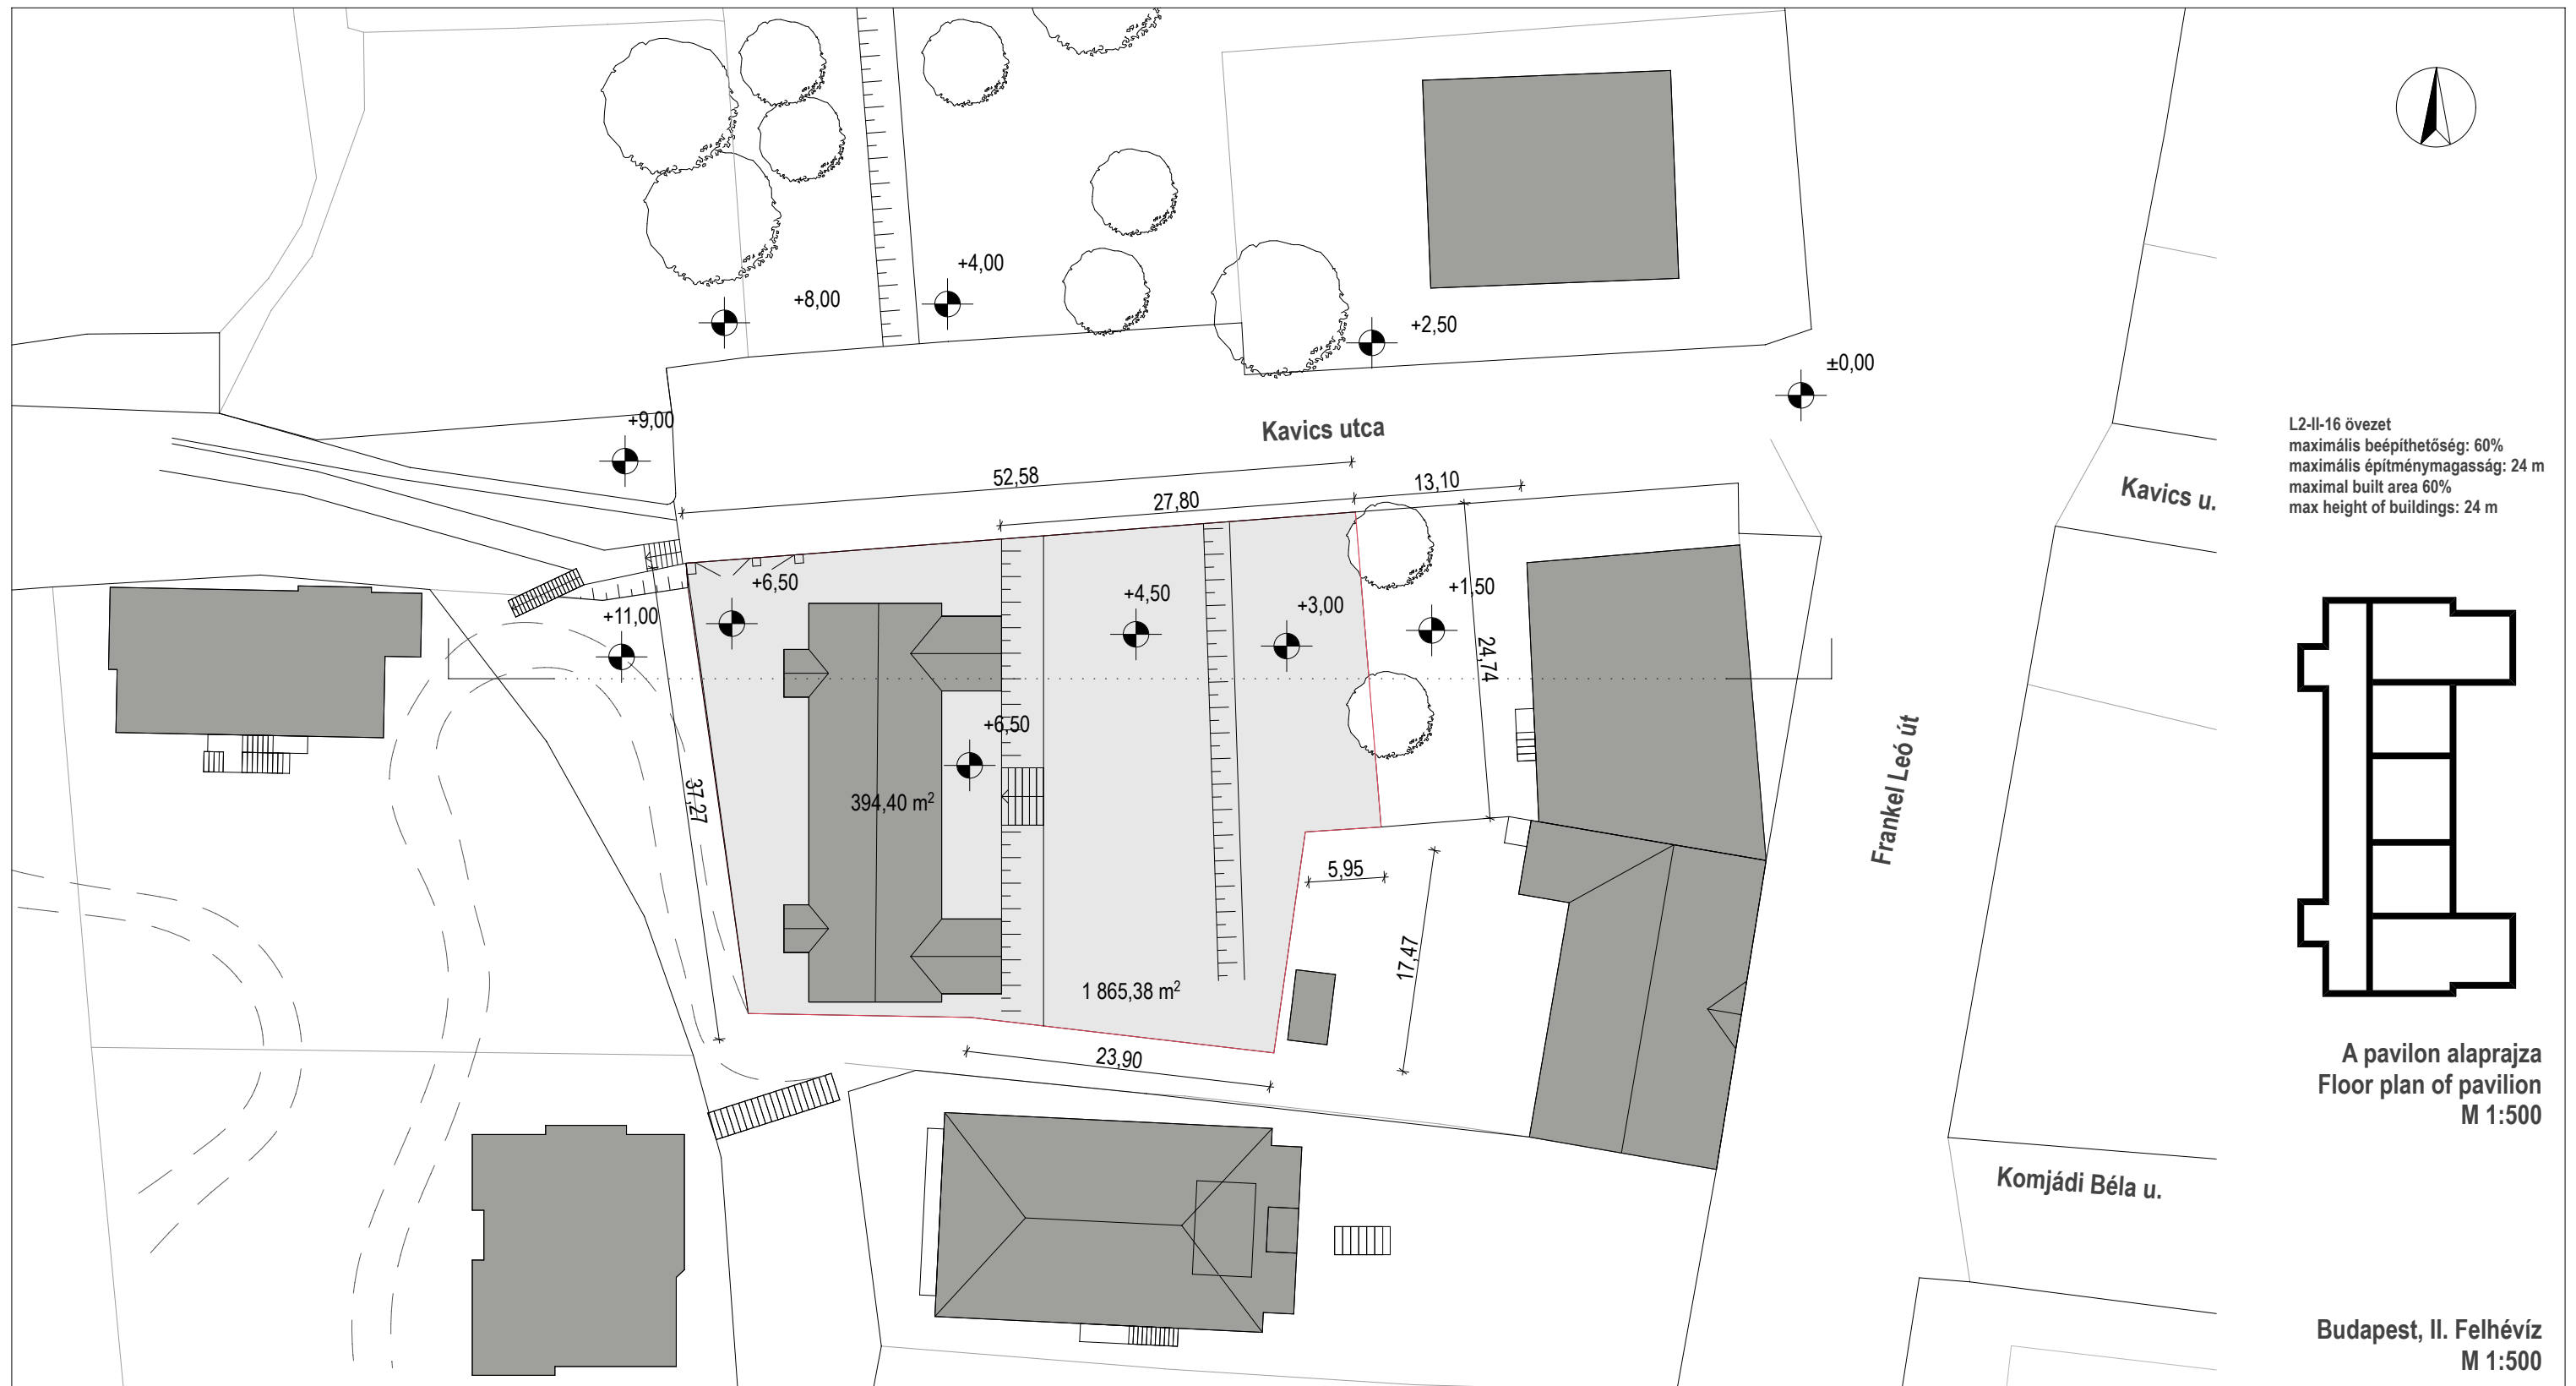 +4,00
+8,00
+2,50
±0,00
+9,00
Kavics utca
L2-II-16 övezet
maximális beépíthetőség: 60%
maximális építménymagasság: 24 m
maximal built area 60%
max height of buildings: 24 m
52,58
13,10
27,80
Kavics u.
+6,50
+11,00
+4,50
+3,00
+1,50
24,74
+6,50
37,27
394,40 m²
Frankel Leó út
5,95
17,47
1 865,38 m²
23,90
A pavilon alaprajza
Floor plan of pavilion
M 1:500
Komjádi Béla u.
Budapest, II. Felhévíz
M 1:500